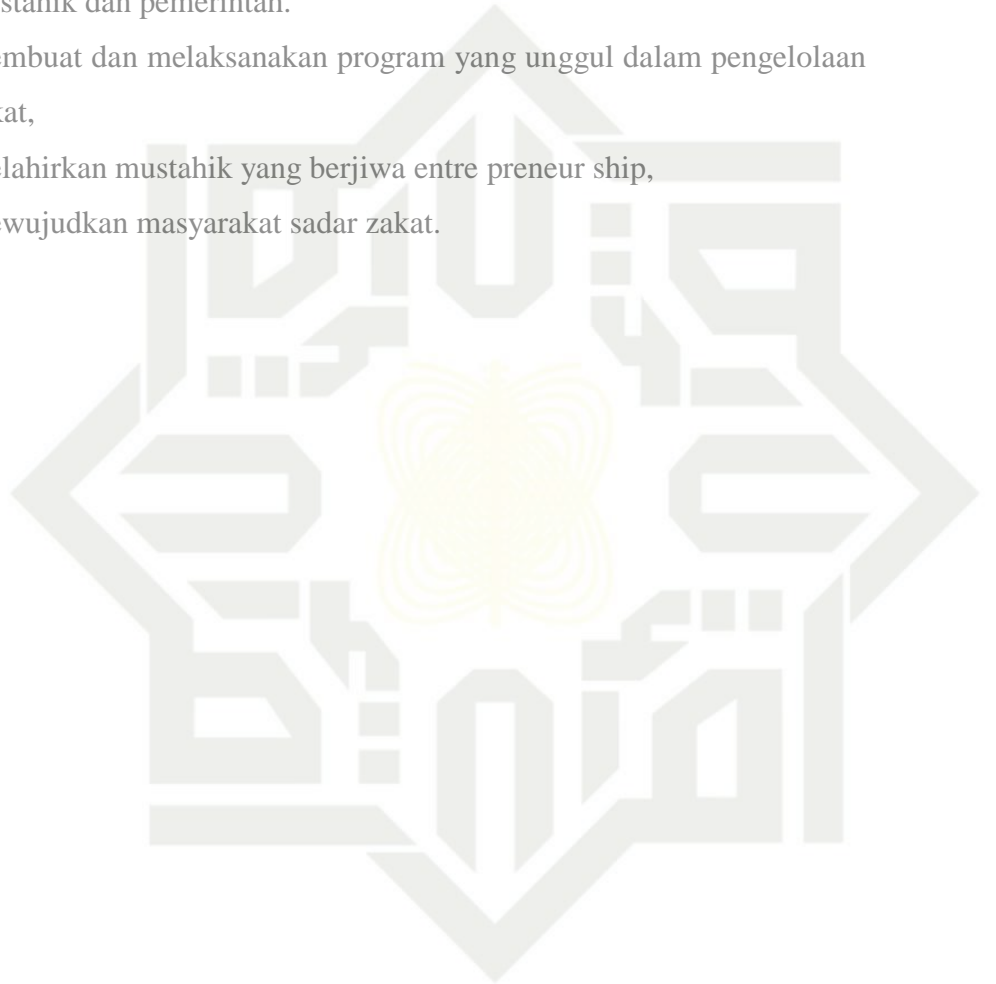 stahik dan pemerintah.
embuat dan melaksanakan program yang unggul dalam pengelolaan
kat,
elahirkan mustahik yang berjiwa entre preneur ship,
ewujudkan masyarakat sadar zakat.